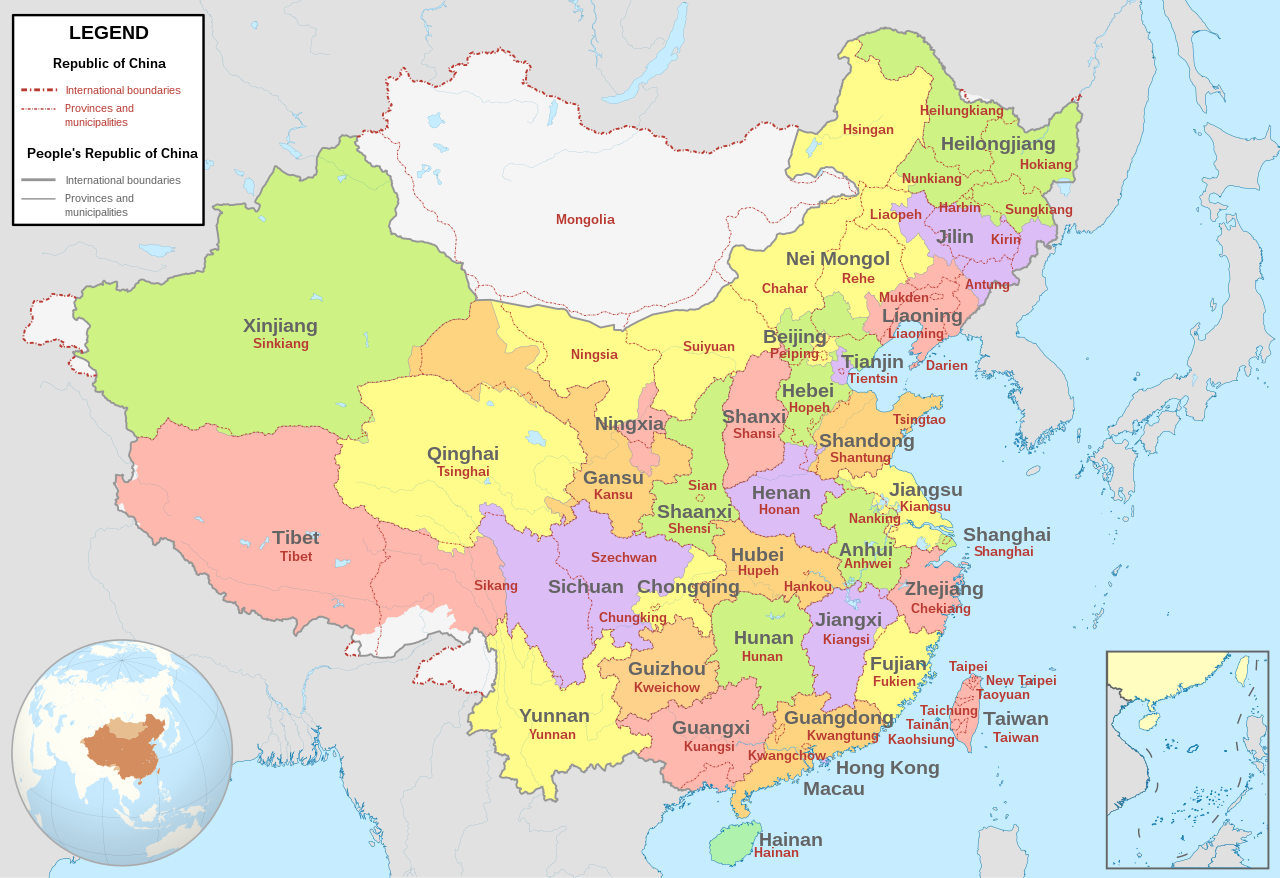 LEGEND
Republic of China
International boundaries
Provinces and
municipalities
People's Republic of China
International boundaries
Provinces and
municipalities
Hsingan
Heilungkiang
Heilongjiang
Hokiang
Nunkiang
Mongolia
Liaopeh
Harbin
Sungkiang
Jilin
Kirin
Nei Mongol
Rehe
Chahar
Antung
Mukden
Liaoning
Liaoning
Xinjiang
Sinkiang
Ningsia
Suiyuan
Beijing
Peiping
Tianjin
Tientsin
Darien
Hebei
Hopeh
Ningxia
Shanxi
Shansi
Tsingtao
Shandong
Shantung
Qinghai
Tsinghai
Gansu
Kansu
Sian
Shaanxi
Shensi
Henan
Honan
Jiangsu
Kiangsu
Nanking
Shanghai
Shanghai
Tibet
Tibet
Anhui
Anhwei
Szechwan
Sikang
Sichuan
Chongqing
Chungking
Hubei
Hupeh
Hankou
Zhejiang
Chekiang
Jiangxi
Kiangsi
Hunan
Hunan
Guizhou
Kweichow
Fujian
Fukien
Taipei
New Taipei
Taoyuan
Taichung
Tainan
Kaohsiung
Taiwan
Taiwan
Yunnan
Yunnan
Guangxi
Kuangsi
Guangdong
Kwangtung
Kwangchow
Hong Kong
Macau
Hainan
Hainan